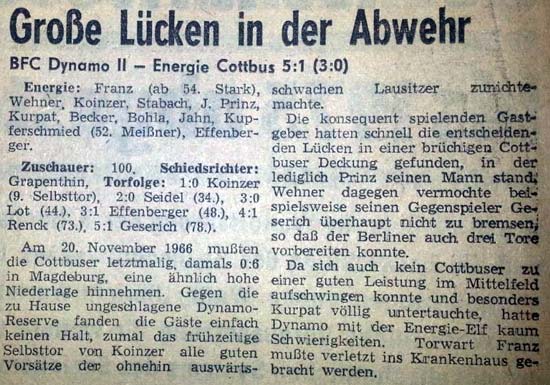 Große Lücken in der Abwehr
BFC Dynamo II — Energie Cottbus 5:1 (3:0)
Energie: Franz (ab 54. Stark),
Wehner, Koinzer, Stabach, J. Prinz,
Kurpat, Becker, Bohla, Jahn, Kup-
ferschmied (52. Meißner), Effenber-
ger.
Zuschauer: 100, Schiedsrichter:
Grapenthin, Torfolge: 1:0 Koinzer
(9. Selbsttor), 2:0 Seidel (34.), 3:0
Lot (44.), 3:1 Effenberger (48.), 4:1
Renck (73.), 5:1 Geserich (78.).
Am 20. November 1966 mußten
die Cottbuser letztmalig, damals 0:6
in Magdeburg, eine ähnlich hohe
Niederlage hinnehmen. Gegen die
zu Hause ungeschlagene Dynamo-
Reserve fanden die Gäste einfach
keinen Halt, zumal das frühzeitige
Selbsttor von Koinzer alle guten
Vorsätze der ohnehin auswärts-
schwachen Lausitzer zunichte-
machte.
Die konsequent spielenden Gast-
geber hatten schnell die entscheiden-
den Lücken in einer brüchigen Cott-
buser Deckung gefunden, in der
lediglich Prinz seinen Mann stand,
Wehner dagegen vermochte bei-
spielsweise seinen Gegenspieler Ge-
serich überhaupt nicht zu bremsen,
so daß der Berliner auch drei Tore
vorbereiten konnte.
Da sich auch kein Cottbuser zu
einer guten Leistung im Mittelfeld
aufschwingen konnte und besonders
Kurpat völlig untertauchte, hatte
Dynamo mit der Energie-Elf kaum
Schwierigkeiten. Torwart Franz
mußte verletzt ins Krankenhaus ge-
bracht werden.